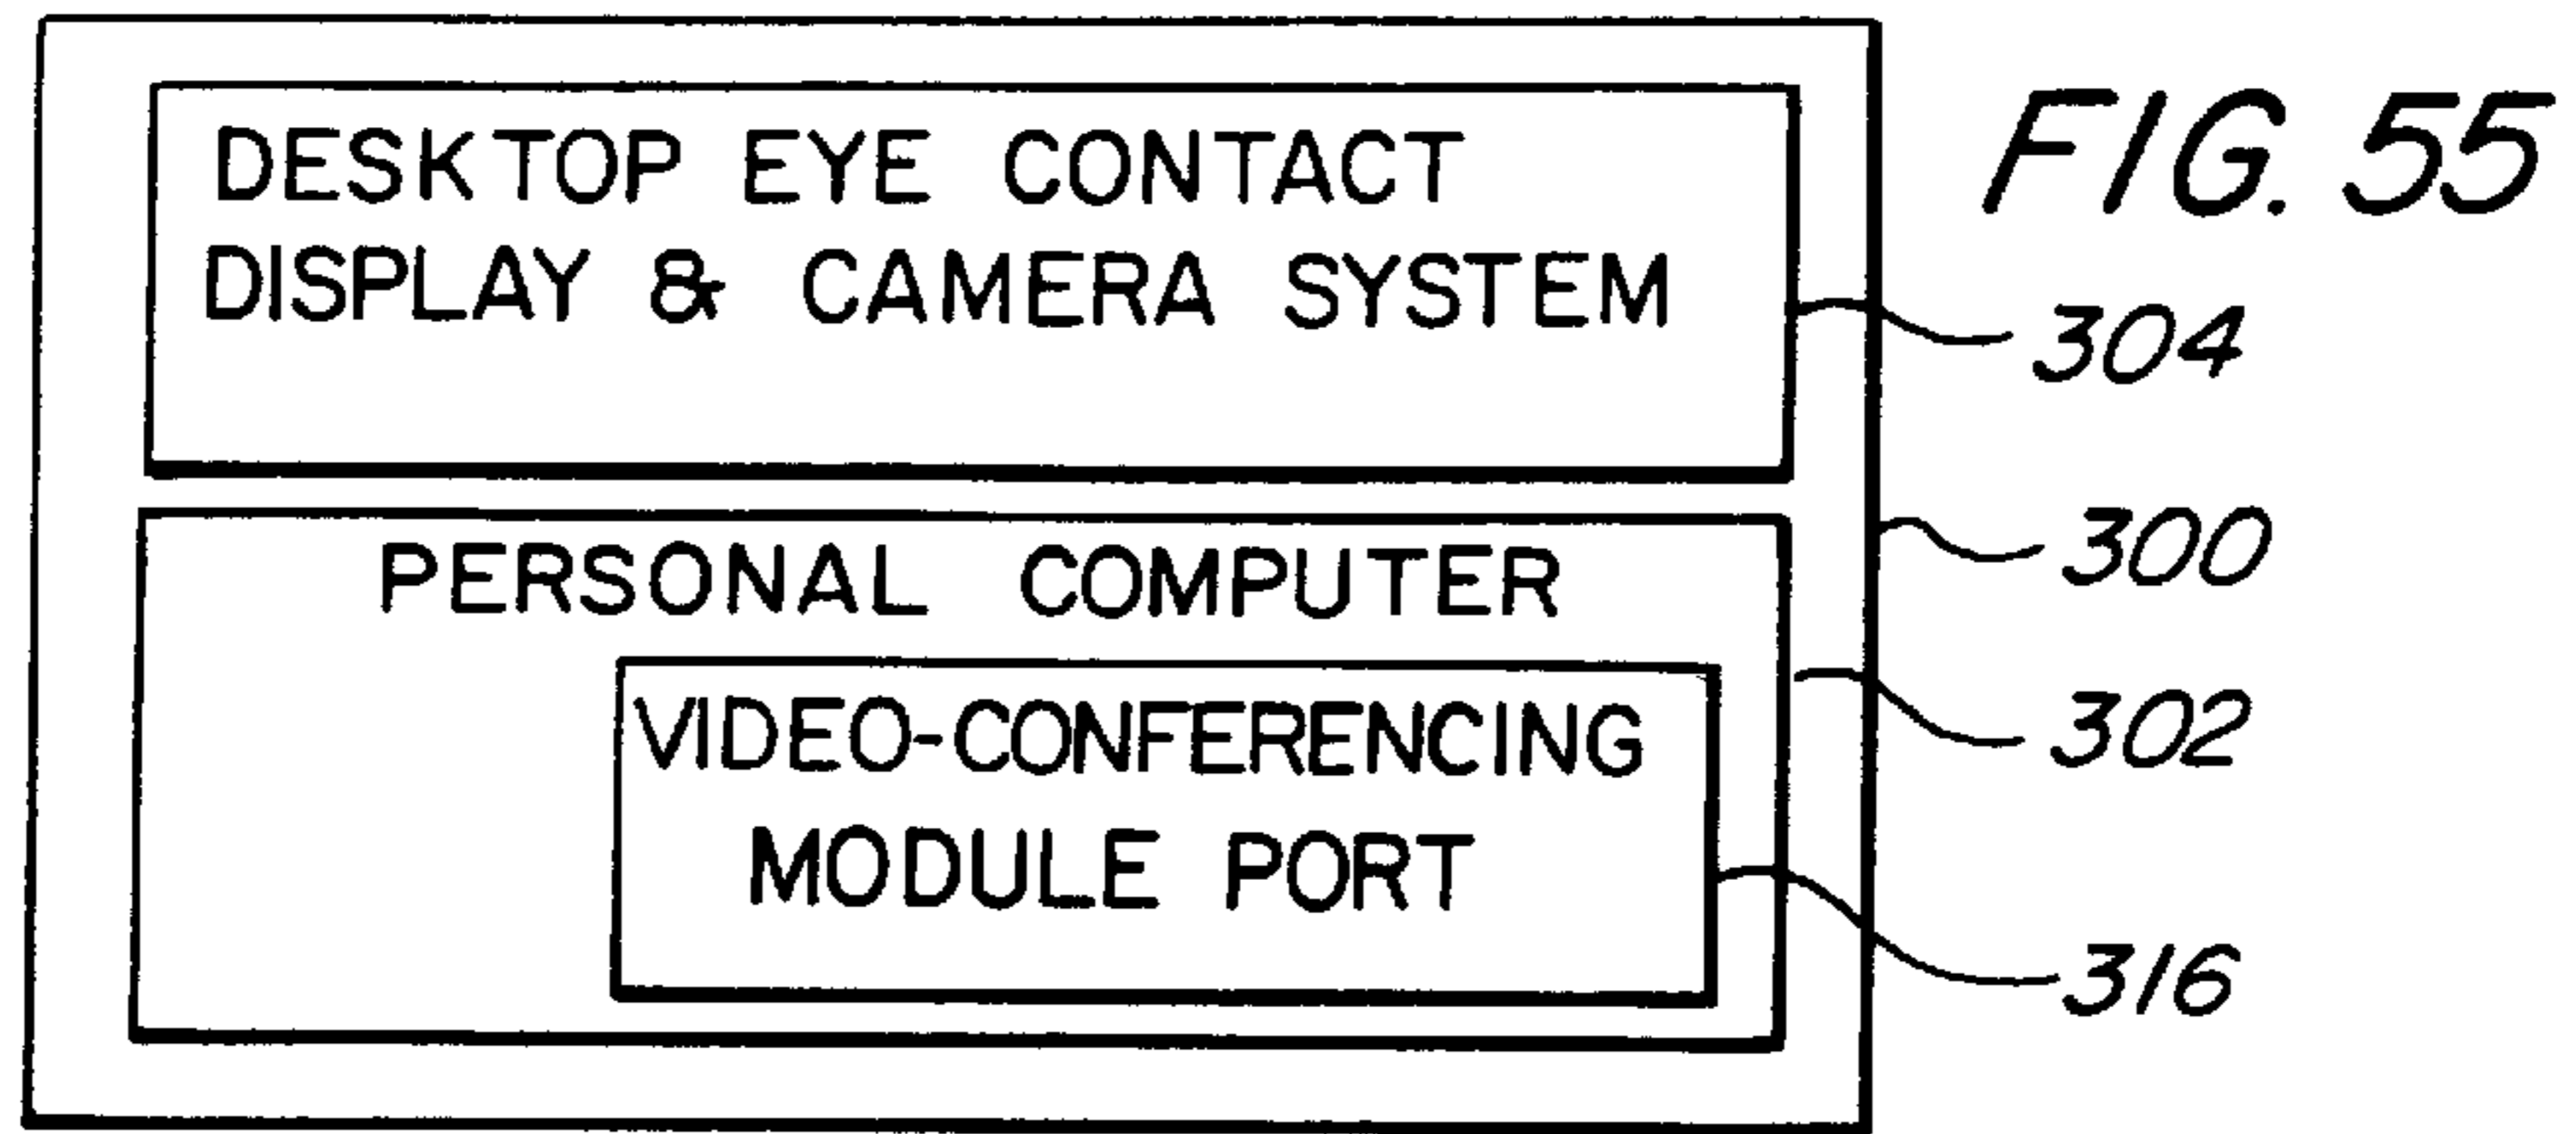 FIG. 55
DESKTOP EYE CONTACT
DISPLAY & CAMERA SYSTEM
304
300
PERSONAL COMPUTER
302
VIDEO-CONFERENCING
MODULE PORT
316